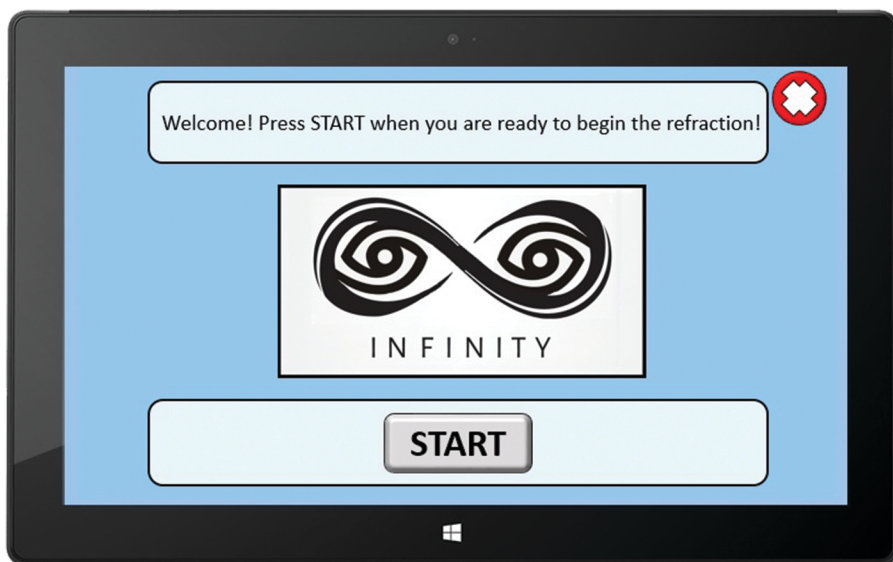 Welcome! Press START when you are ready to begin the refraction!
INFINITY
START